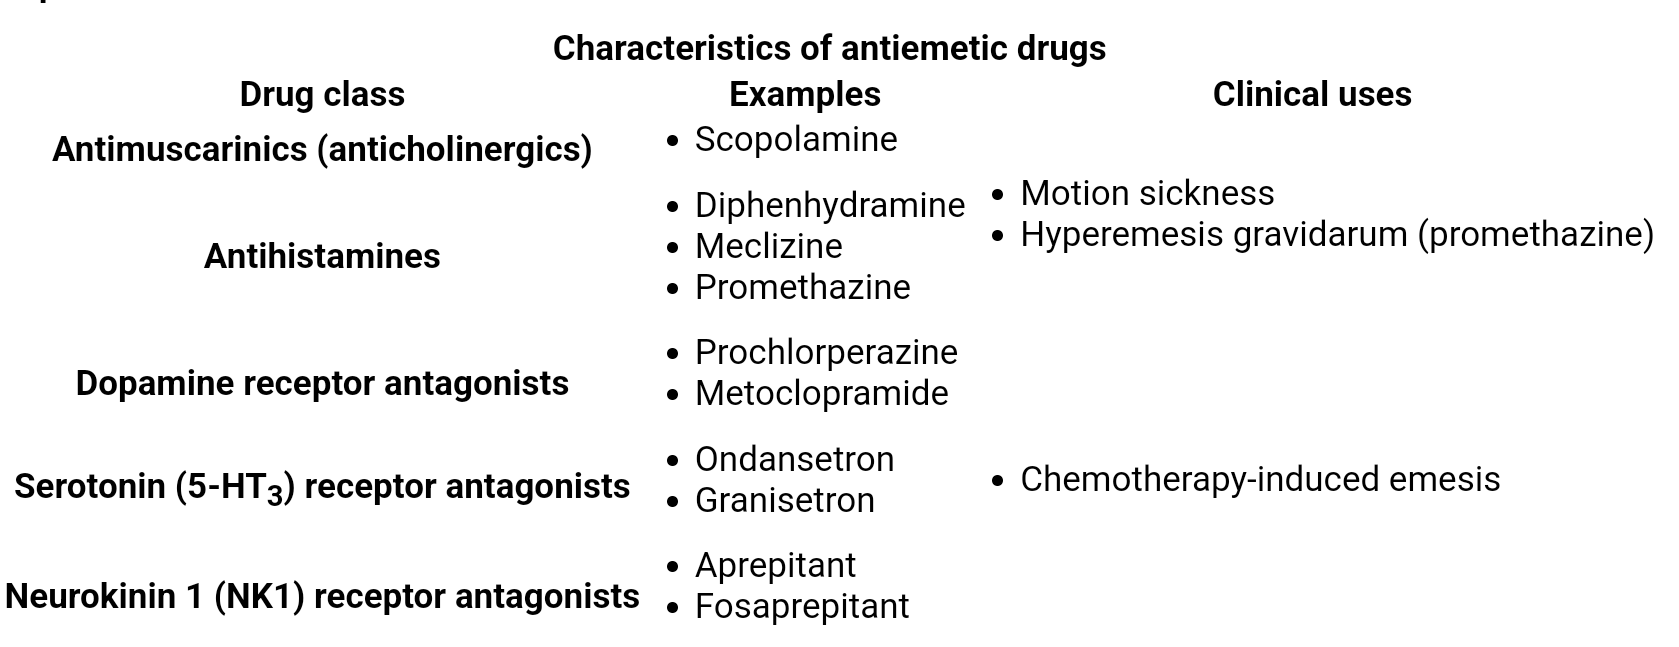 Characteristics of antiemetic drugs
Drug class Examples Clinical uses
Antimuscarinics (anticholinergics)
• Scopolamine
Antihistamines
• Diphenhydramine
• Meclizine
• Promethazine
• Motion sickness
• Hyperemesis gravidarum (promethazine)
Dopamine receptor antagonists
• Prochlorperazine
• Metoclopramide
Serotonin (5-HT3) receptor antagonists
• Ondansetron
• Granisetron
• Chemotherapy-induced emesis
Neurokinin 1 (NK1) receptor antagonists
• Aprepitant
• Fosaprepitant